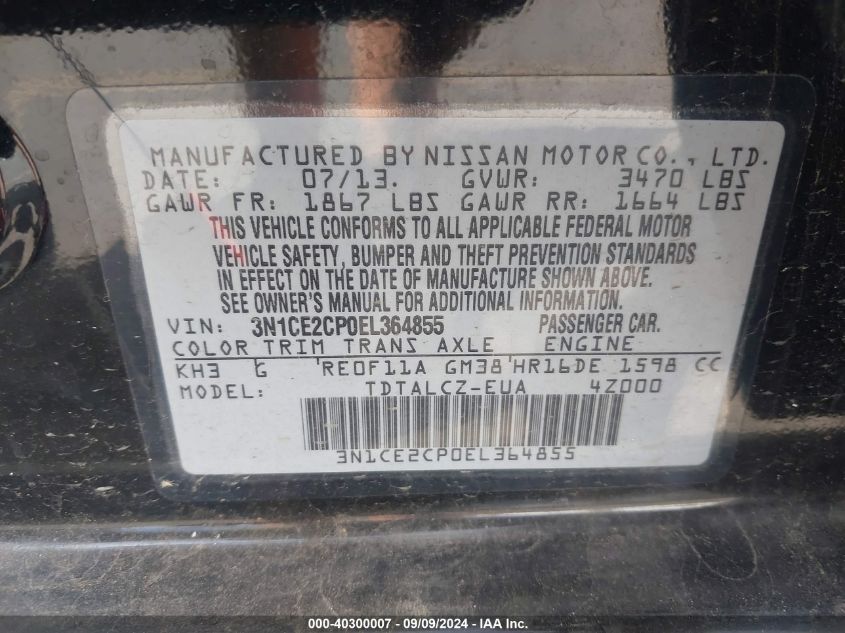 MANUFACTURED BY NISSAN MOTOR CO., LTD.
DATE: 07/13. GVWR: 3470 LBS
GAWR FR: 1867 LBS GAWR RR: 1664 LBS
THIS VEHICLE CONFORMS TO ALL APPLICABLE FEDERAL MOTOR
VEHICLE SAFETY, BUMPER AND THEFT PREVENTION STANDARDS
IN EFFECT ON THE DATE OF MANUFACTURE SHOWN ABOVE.
SEE OWNER'S MANUAL FOR ADDITIONAL INFORMATION.
VIN: 3N1CE2CP0EL364855 PASSENGER CAR.
COLOR TRIM TRANS AXLE ENGINE
KH3 G 'RE0F11A GM38'HR16DE 1598 CC
MODEL: TDTALCZ-EUA 4Z000
3N1CE2CP0EL364855
000-40300007 - 09/09/2024 - IAA Inc.